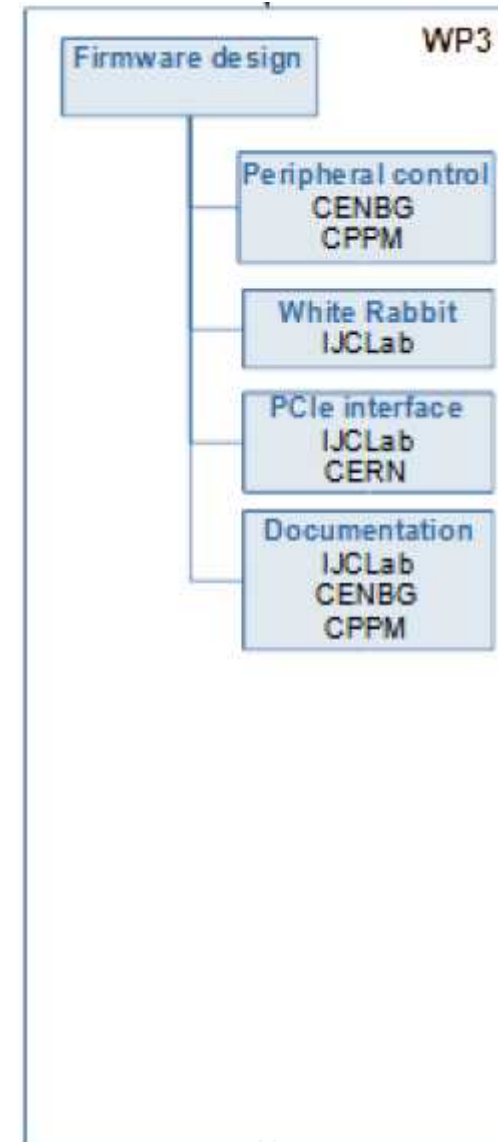 WP3
Firmware design
Peripheral control
CENBG
CPPM
White Rabbit
IJCLab
PCIe interface
IJCLab
CERN
Documentation
IJCLab
CENBG
CPPM